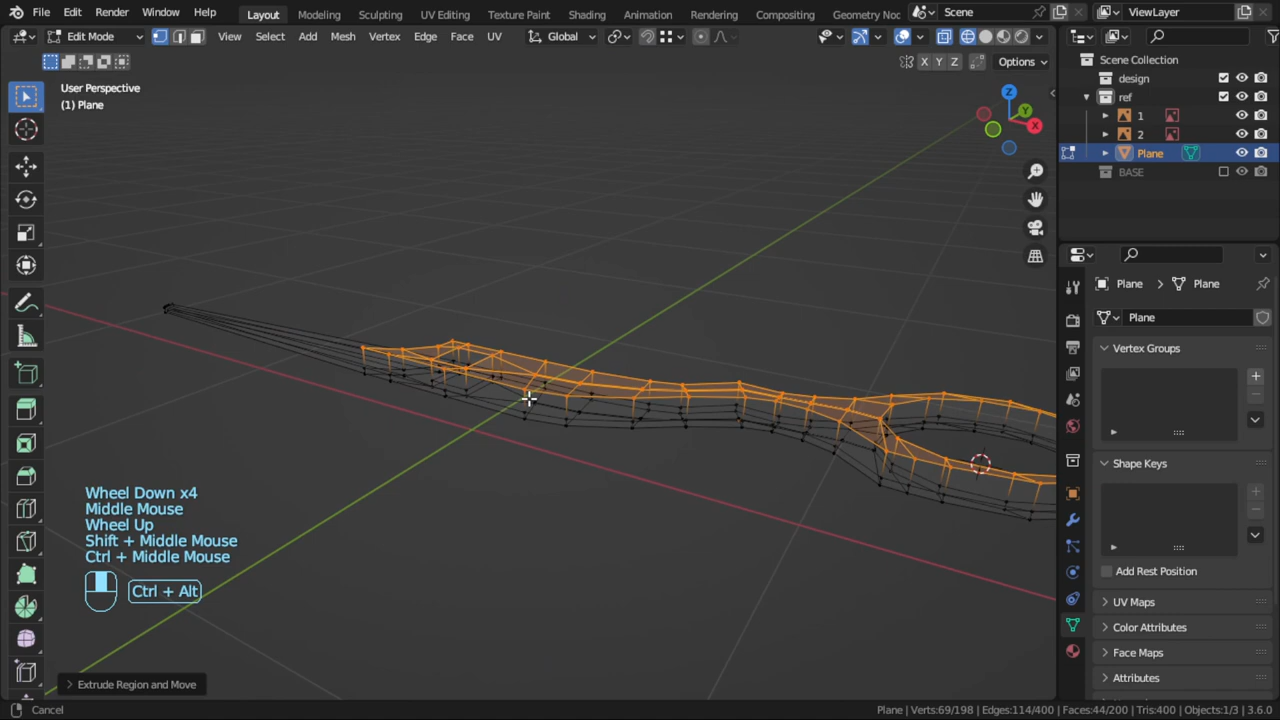 File Edit Render Window Help Layout Modeling Sculpting UV Editing Texture Paint Shading Animation Rendering Compositing Geometry Noc Scene ViewLayer
Edit Mode View Select Add Mesh Vertex Edge Face UV Global
X Y Z Options
User Perspective
(1) Plane
Z
Y
X
Scene Collection
design
ref
1
2
Plane
BASE
Plane > Plane
Plane
Vertex Groups
Shape Keys
Add Rest Position
UV Maps
Color Attributes
Face Maps
Attributes
Wheel Down x4
Middle Mouse
Wheel Up
Shift + Middle Mouse
Ctrl + Middle Mouse
Ctrl + Alt
Extrude Region and Move
Cancel
Plane | Verts:69/198 | Edges:114/400 | Faces:44/200 | Tris:400 | Objects:1/3 | 3.6.0